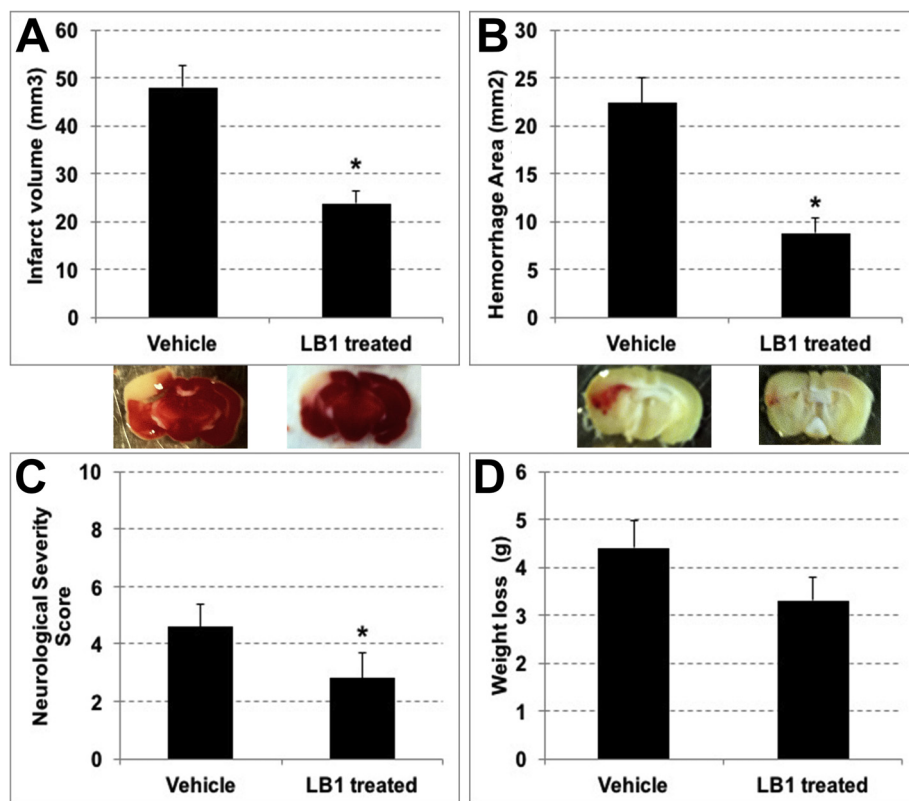 A
Infarct volume (mm3)
60
50
40
30
20
10
0
*
Vehicle
LB1 treated
B
Hemorrhage Area (mm2)
30
25
20
15
10
5
0
*
Vehicle
LB1 treated
C
Neurological Severity
Score
10
8
6
4
2
0
*
Vehicle
LB1 treated
D
Weight loss (g)
6
5
4
3
2
1
0
Vehicle
LB1 treated